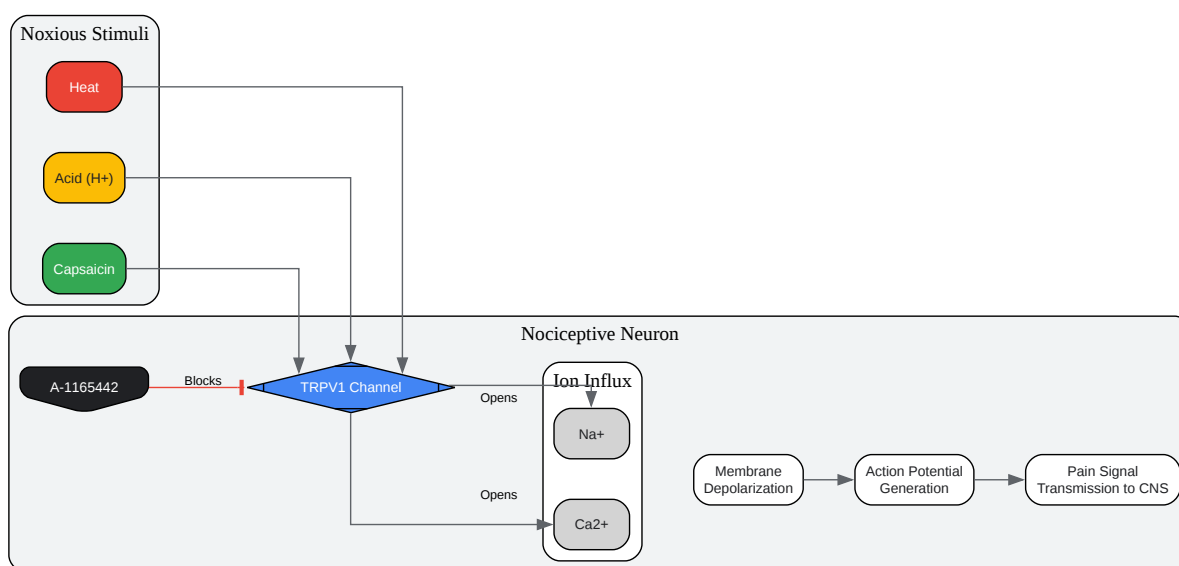 Noxious Stimuli
Heat
Acid (H+)
Capsaicin
Nociceptive Neuron
A-1165442
Blocks
TRPV1 Channel
Opens
Opens
Ion Influx
Na+
Ca2+
Membrane
Depolarization
Action Potential
Generation
Pain Signal
Transmission to CNS